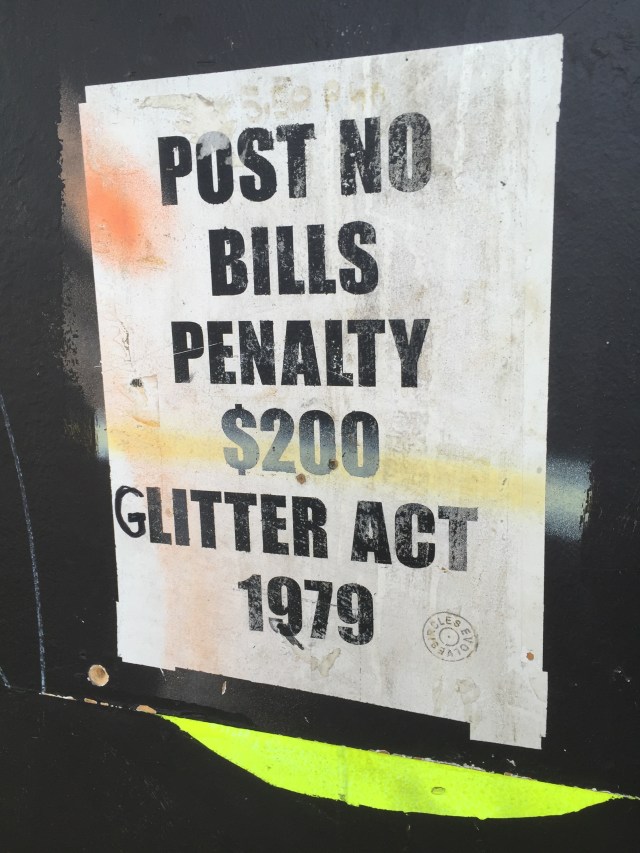 POST NO
BILLS
PENALTY
$200
GLITTER ACT
1979